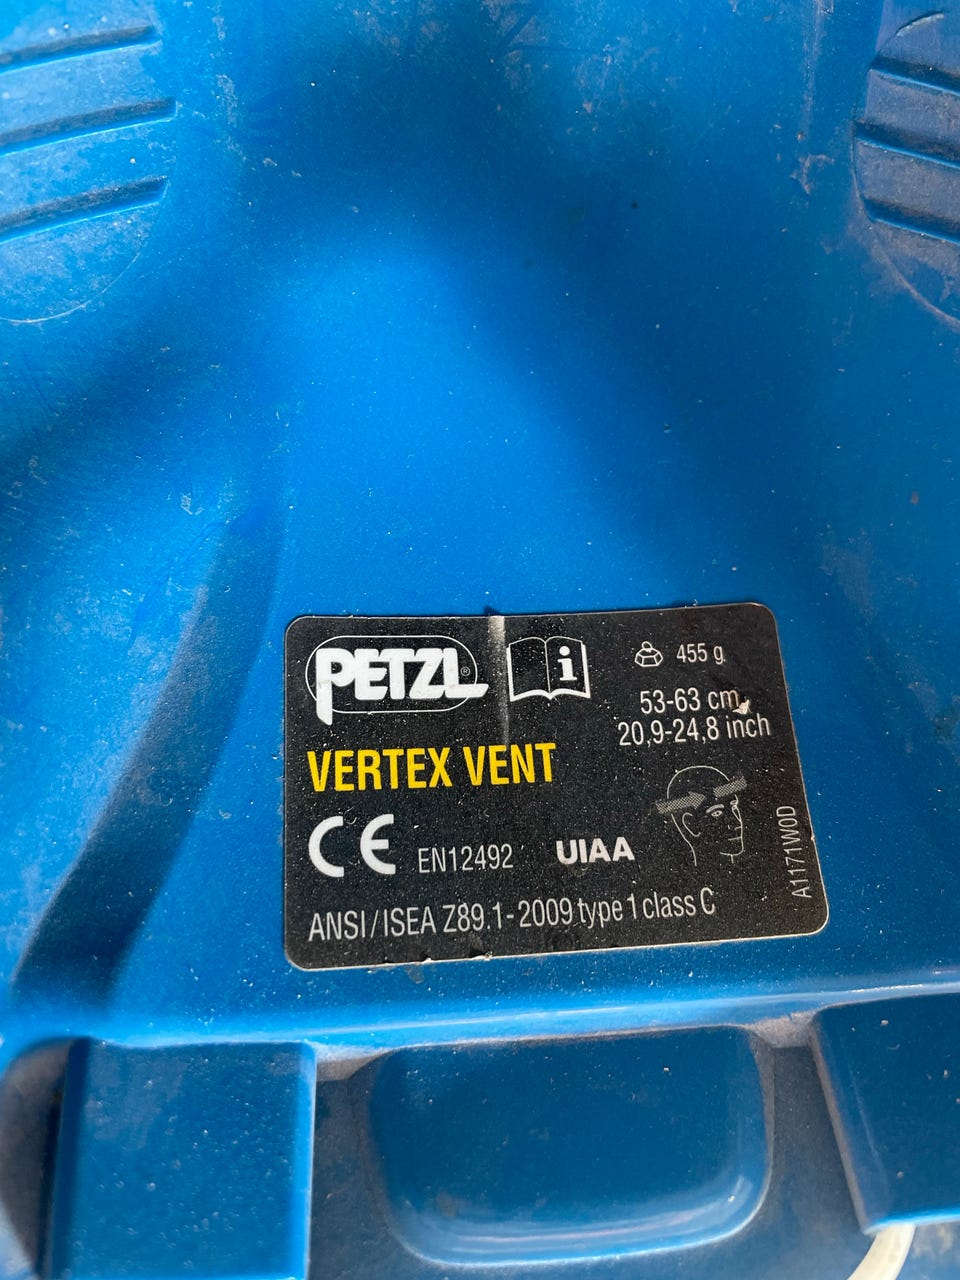 PETZL®
i
455 g
53-63 cm
20,9-24,8 inch
VERTEX VENT
CE EN12492 UIAA
ANSI/ISEA Z89.1-2009 type 1 class C
A1171W0D